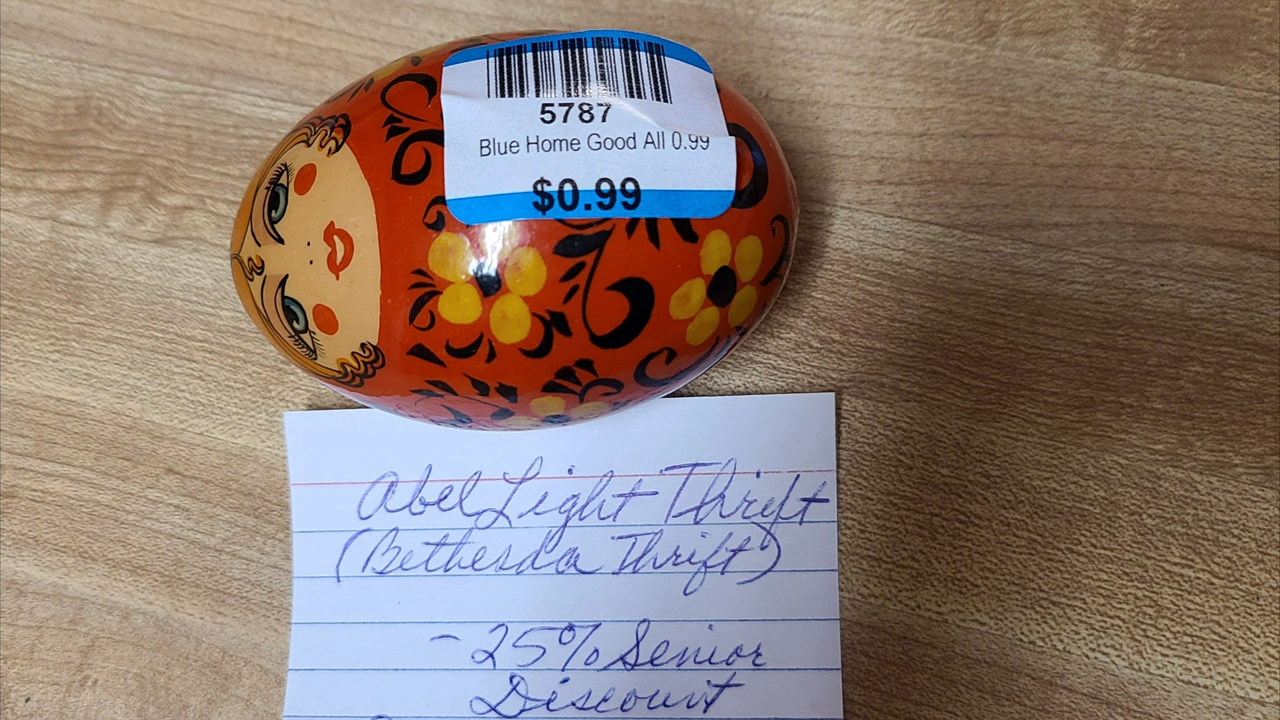 5787
Blue Home Good All 0.99
$0.99
Abel Light Thrift
(Bethesda Thrift)
- 25% Senior
Discount